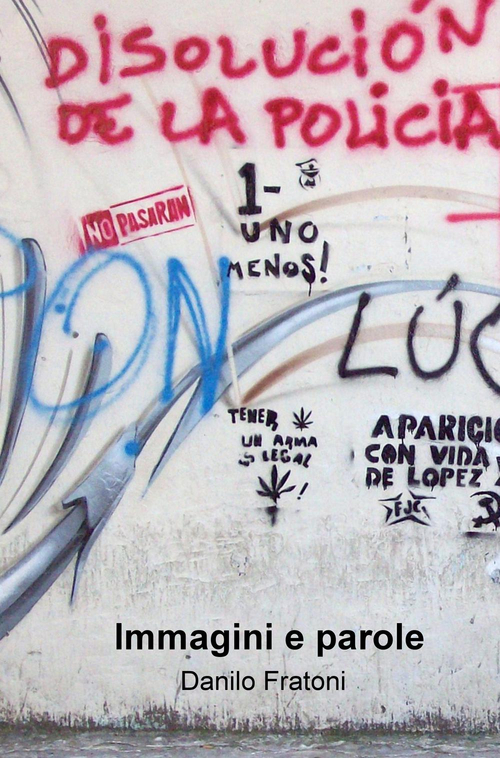 DISOLUCIÓN
DE LA POLICIA
NO PASARAN
1-
UNO
MENOS!
ON
LÚC
TENER
UN ARMA
ES LEGAL
!
APARICIO
CON VIDA
DE LOPEZ
FJC
Immagini e parole
Danilo Fratoni